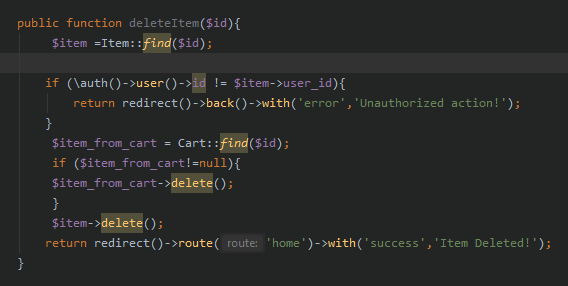 public function deleteItem($id){
$item =Item::find($id);
if (\auth()->user()->id != $item->user_id){
return redirect()->back()->with('error','Unauthorized action!');
}
$item_from_cart = Cart::find($id);
if ($item_from_cart!=null){
$item_from_cart->delete();
}
$item->delete();
return redirect()->route( route: 'home')->with('success','Item Deleted!');
}